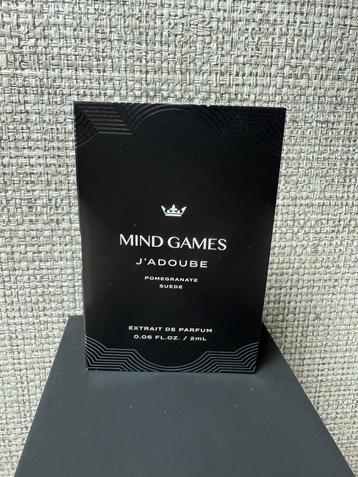 MIND GAMES
J'ADOUBE
POMEGRANATE
SUEDE
EXTRAIT DE PARFUM
0.06 FL.OZ. / 2mL